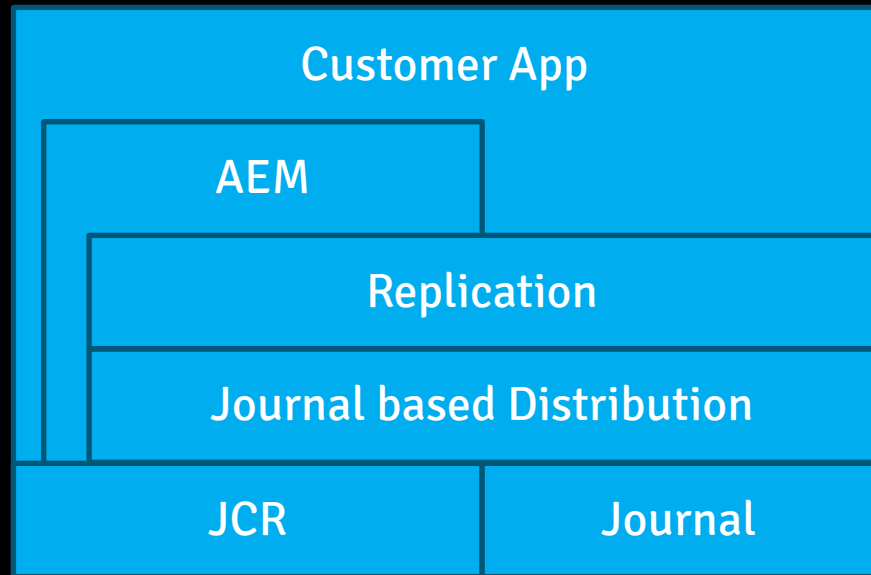 Customer App
AEM
Replication
Journal based Distribution
JCR
Journal